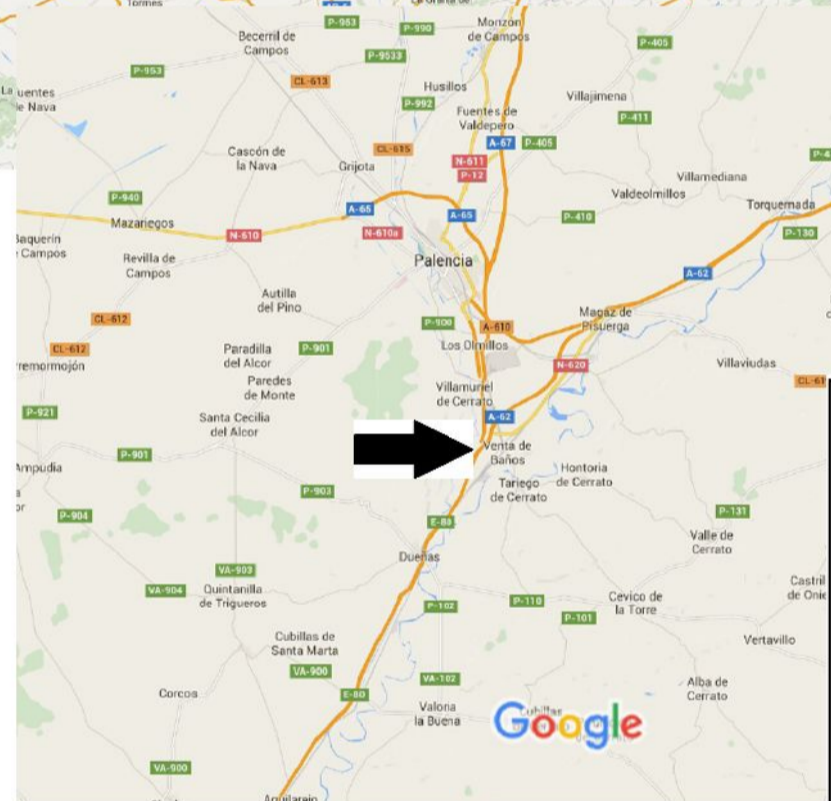 Tormes
P-963
P-990
Monzón
de Campos
Becerril de
Campos
P-405
P-9533
P-953
CL-613
Husillos
La
uentes
de Nava
P-992
Villajimena
Fuentes de
Valdepero
P-411
A-67
P-405
CL-615
Cascón de
la Nava
Grijota
N-611
P-12
Villamediana
P-940
Valdeolmillos
Torquemada
A-65
A-65
P-410
Mazariegos
N-610
N-610a
P-130
Baquerín
Campos
Revilla de
Campos
Palencia
A-62
Autilla
del Pino
CL-612
P-900
A-610
Magaz de
Pisuerga
CL-612
Paradilla
del Alcor
P-901
Los Olmillos
remormojón
N-620
Villaviudas
CL-61
Paredes
de Monte
Villamuriel
de Cerrato
P-921
Santa Cecilia
del Alcor
A-62
P-901
Venta de
Baños
Ampudia
Hontoria
de Cerrato
P-903
Tariego
de Cerrato
P-904
P-131
E-80
Valle de
Cerrato
Dueñas
VA-903
VA-904
Quintanilla
de Trigueros
Castril
de Onie
P-102
P-110
Cevico de
la Torre
P-101
Cubillas de
Santa Marta
Vertavillo
VA-900
VA-102
Corcos
E-80
Alba de
Cerrato
Valoria
la Buena
Google
VA-900
Aguilarejo